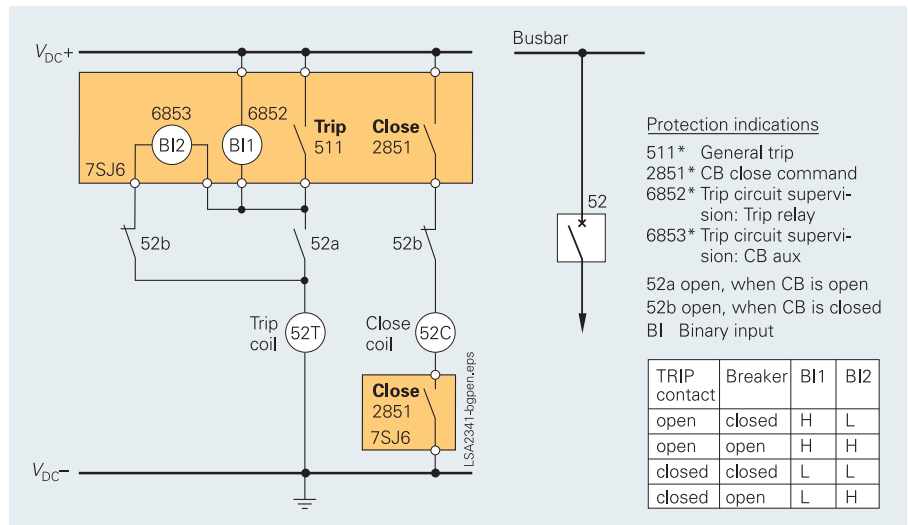 V_DC+
Busbar
6853
6852
BI2
BI1
Trip
511
Close
2851
7SJ6
52b
52a
52b
Trip
coil
52T
Close
coil
52C
Close
2851
7SJ6
LSA2341-bgpen.eps
V_DC−
52
Protection indications
511* General trip
2851* CB close command
6852* Trip circuit supervi-
sion: Trip relay
6853* Trip circuit supervi-
sion: CB aux
52a open, when CB is open
52b open, when CB is closed
BI Binary input
TRIP contact Breaker BI1 BI2
open closed H L
open open H H
closed closed L L
closed open L H